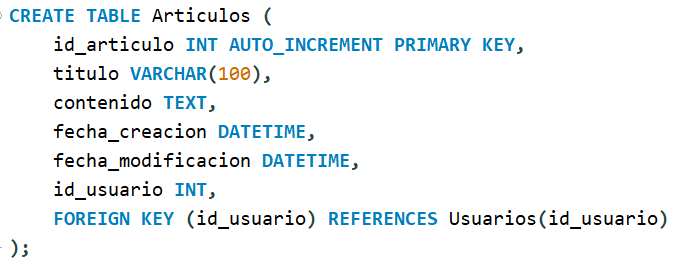 CREATE TABLE Articulos (
    id_articulo INT AUTO_INCREMENT PRIMARY KEY,
    titulo VARCHAR(100),
    contenido TEXT,
    fecha_creacion DATETIME,
    fecha_modificacion DATETIME,
    id_usuario INT,
    FOREIGN KEY (id_usuario) REFERENCES Usuarios(id_usuario)
);